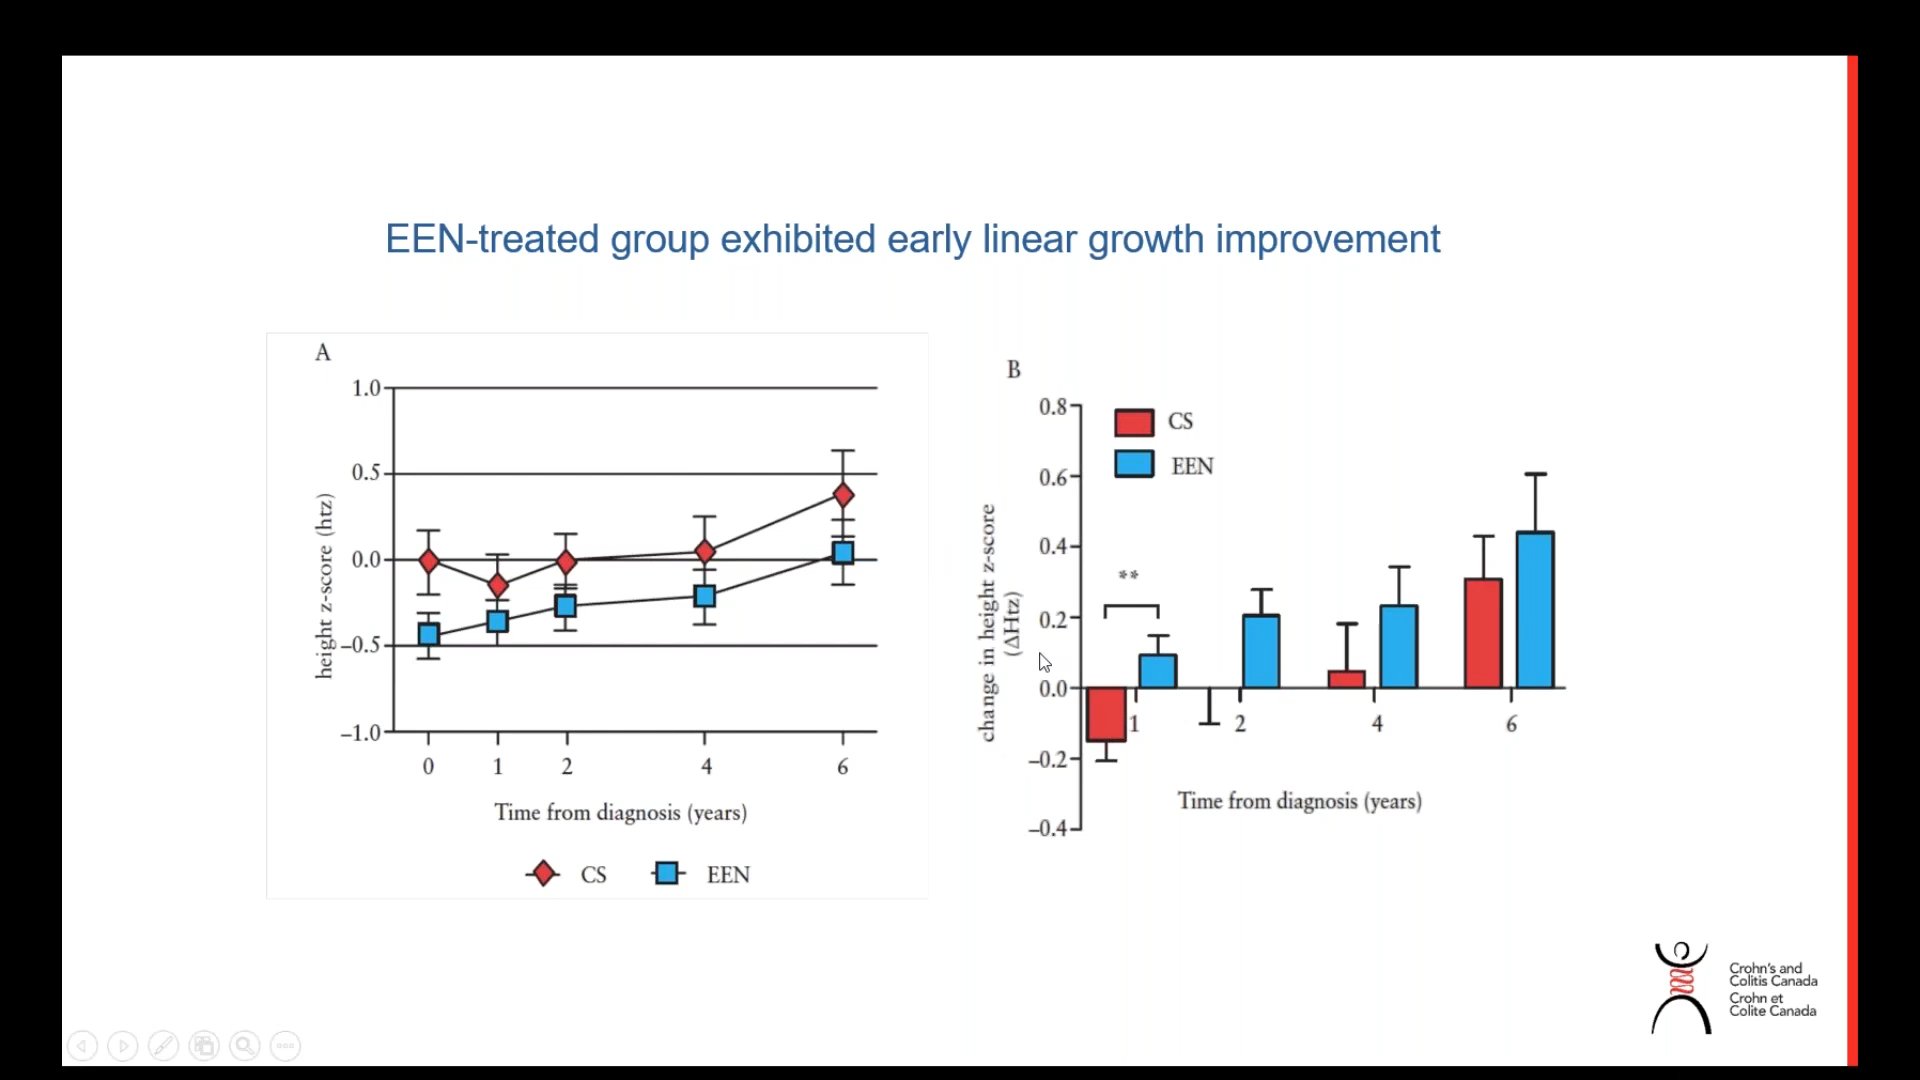 EEN-treated group exhibited early linear growth improvement
A
1.0
0.5
0.0
–0.5
–1.0
height z-score (htz)
0 1 2 4 6
Time from diagnosis (years)
CS EEN
B
0.8
0.6
0.4
0.2
0.0
–0.2
–0.4
change in height z-score
(ΔHtz)
CS
EEN
**
1 2 4 6
Time from diagnosis (years)
Crohn's and
Colitis Canada
Crohn et
Colite Canada